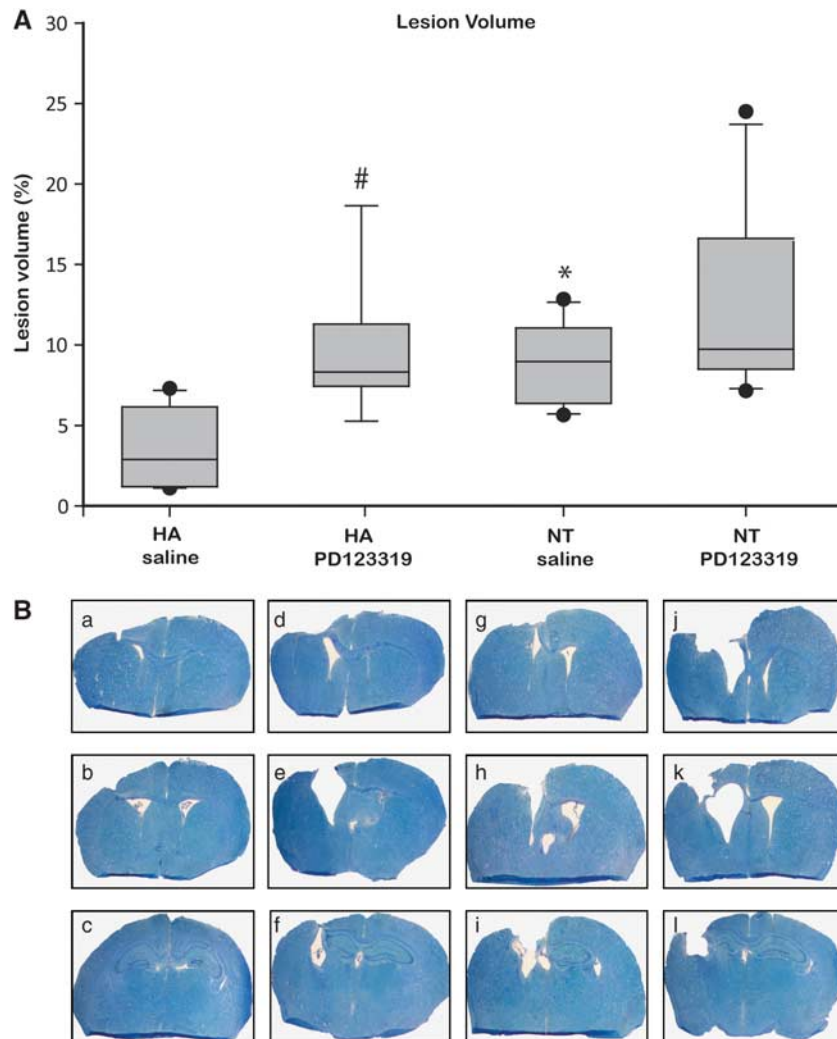 A
Lesion Volume
Lesion volume (%)
30
25
20
15
10
5
0
#
*
HA
saline
HA
PD123319
NT
saline
NT
PD123319
B
a
d
g
j
b
e
h
k
c
f
i
l